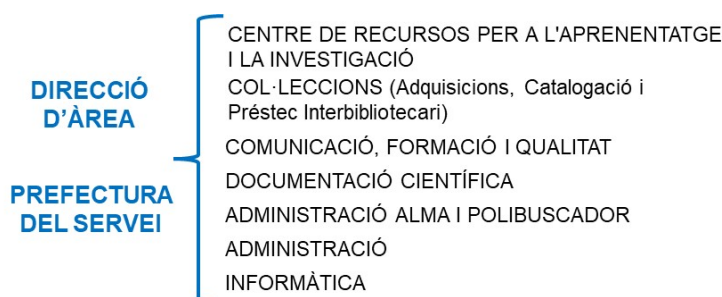 DIRECCIÓ
D'ÀREA
PREFECTURA
DEL SERVEI
CENTRE DE RECURSOS PER A L'APRENENTATGE
I LA INVESTIGACIÓ
COL·LECCIONS (Adquisicions, Catalogació i
Préstec Interbibliotecari)
COMUNICACIÓ, FORMACIÓ I QUALITAT
DOCUMENTACIÓ CIENTÍFICA
ADMINISTRACIÓ ALMA I POLIBUSCADOR
ADMINISTRACIÓ
INFORMÀTICA